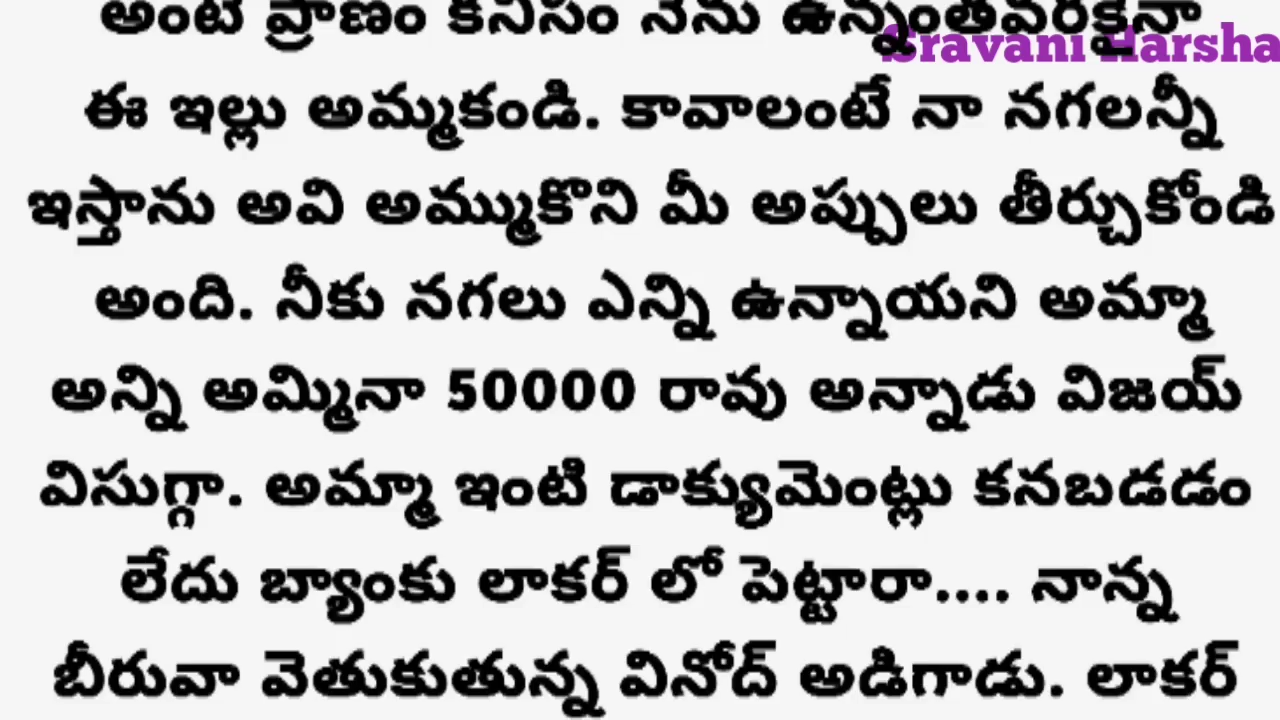 అంటే ప్రాణం కనీసం నేను ఉన్నంతవరకైనా
Sravani Harsha
ఈ ఇల్లు అమ్మకండి. కావాలంటే నా నగలన్నీ
ఇస్తాను అవి అమ్ముకొని మీ అప్పులు తీర్చుకోండి
అంది. నీకు నగలు ఎన్ని ఉన్నాయని అమ్మా
అన్ని అమ్మినా 50000 రావు అన్నాడు విజయ్
విసుగ్గా. అమ్మా ఇంటి డాక్యుమెంట్లు కనబడడం
లేదు బ్యాంకు లాకర్ లో పెట్టారా.... నాన్న
బీరువా వెతుకుతున్న వినోద్ అడిగాడు. లాకర్